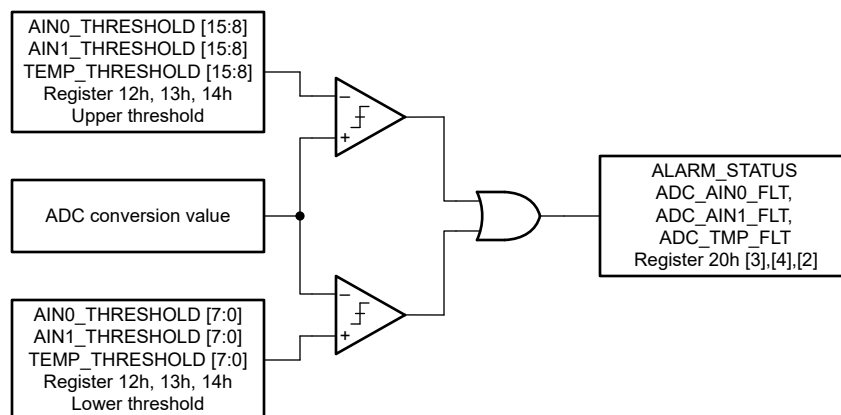 AIN0_THRESHOLD [15:8]
AIN1_THRESHOLD [15:8]
TEMP_THRESHOLD [15:8]
Register 12h, 13h, 14h
Upper threshold
−
+
ADC conversion value
ALARM_STATUS
ADC_AIN0_FLT,
ADC_AIN1_FLT,
ADC_TMP_FLT
Register 20h [3],[4],[2]
−
+
AIN0_THRESHOLD [7:0]
AIN1_THRESHOLD [7:0]
TEMP_THRESHOLD [7:0]
Register 12h, 13h, 14h
Lower threshold